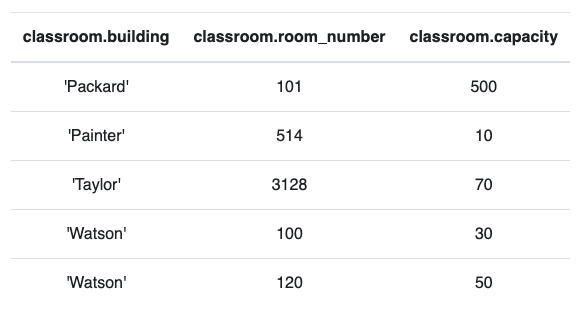 classroom.building classroom.room_number classroom.capacity
'Packard' 101 500
'Painter' 514 10
'Taylor' 3128 70
'Watson' 100 30
'Watson' 120 50